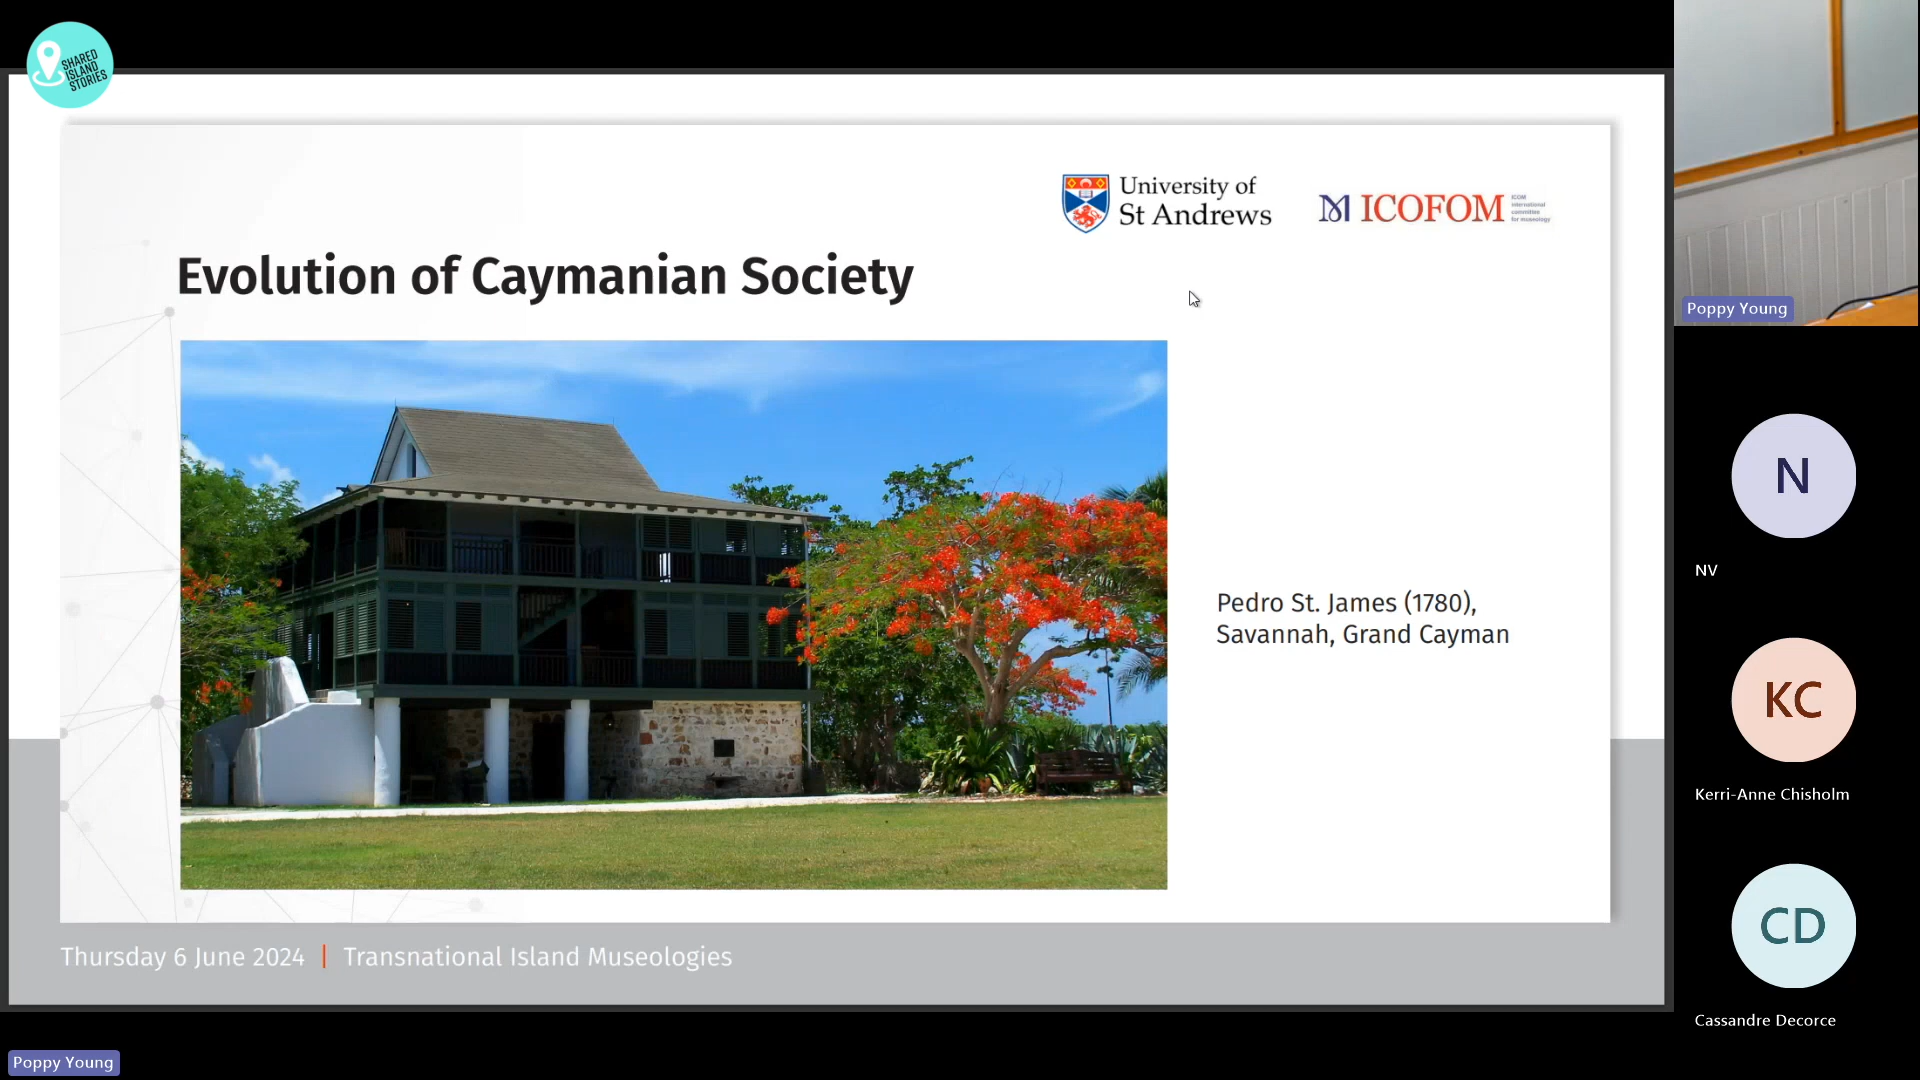 SHARED
ISLAND
STORIES
University of
St Andrews
ICOFOM
ICOM
international
committee
for museology
Evolution of Caymanian Society
Pedro St. James (1780),
Savannah, Grand Cayman
Thursday 6 June 2024 | Transnational Island Museologies
Poppy Young
Poppy Young
N
NV
KC
Kerri-Anne Chisholm
CD
Cassandre Decorce